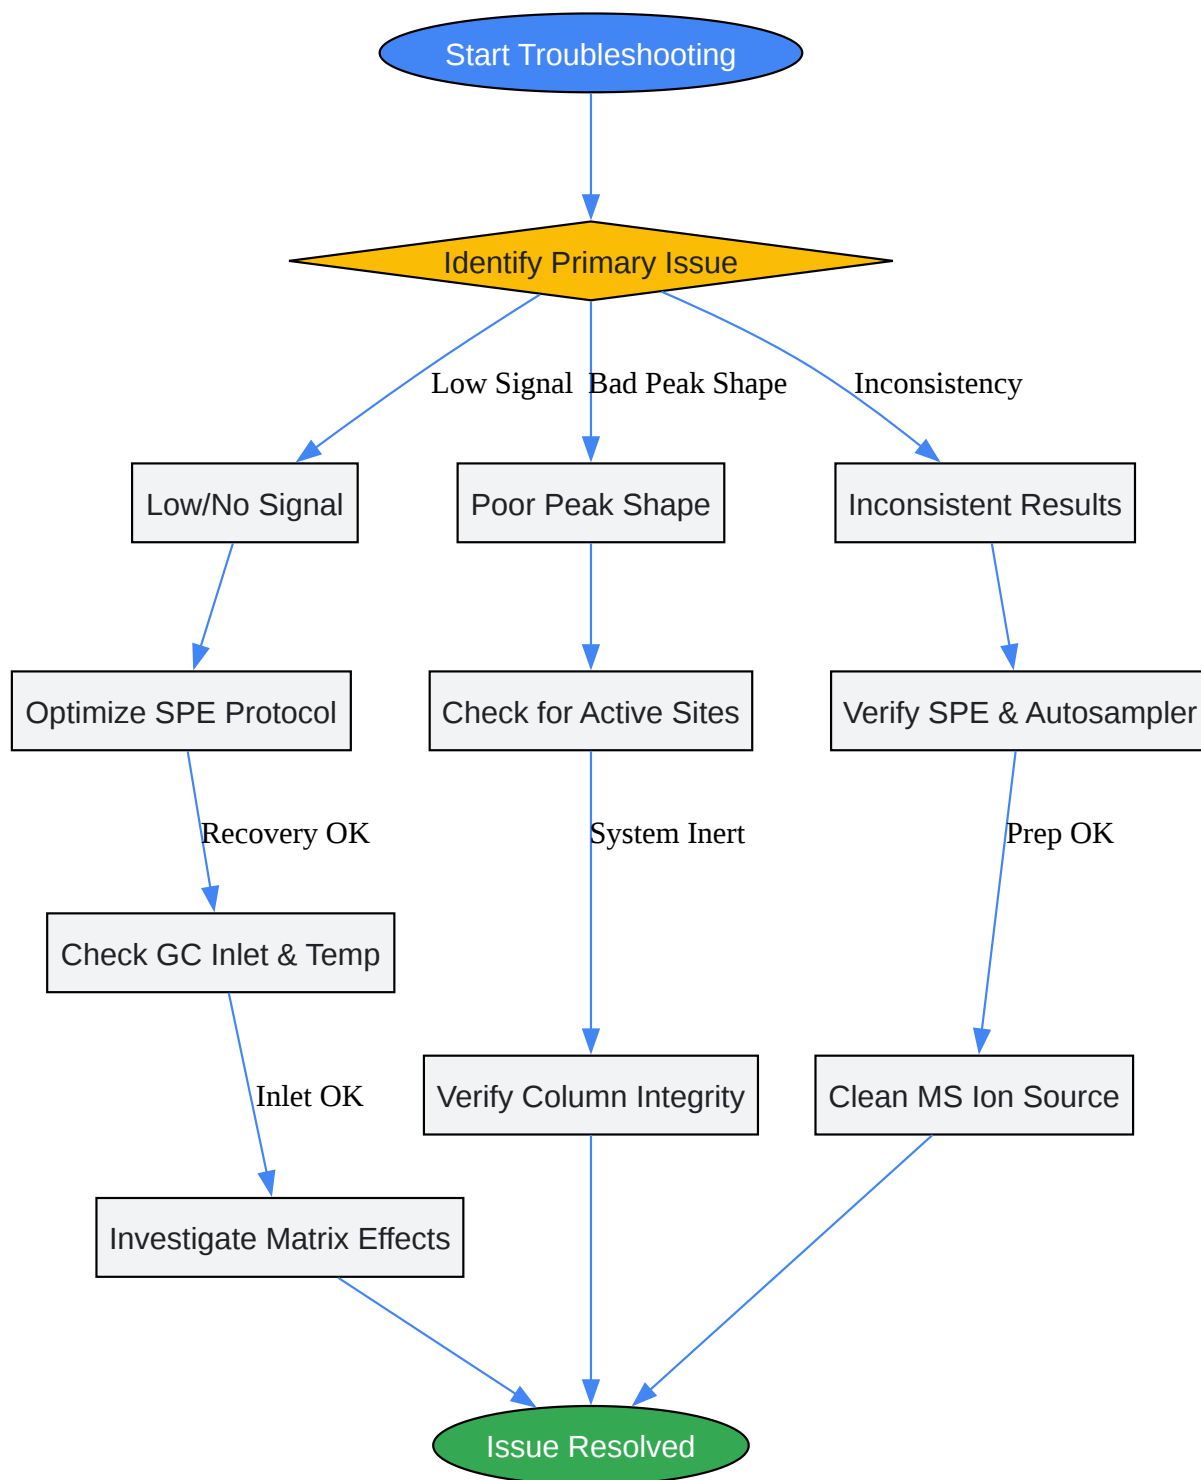 Start Troubleshooting
Identify Primary Issue
Low Signal
Bad Peak Shape
Inconsistency
Low/No Signal
Poor Peak Shape
Inconsistent Results
Optimize SPE Protocol
Check for Active Sites
Verify SPE & Autosampler
Recovery OK
System Inert
Prep OK
Check GC Inlet & Temp
Inlet OK
Verify Column Integrity
Clean MS Ion Source
Investigate Matrix Effects
Issue Resolved